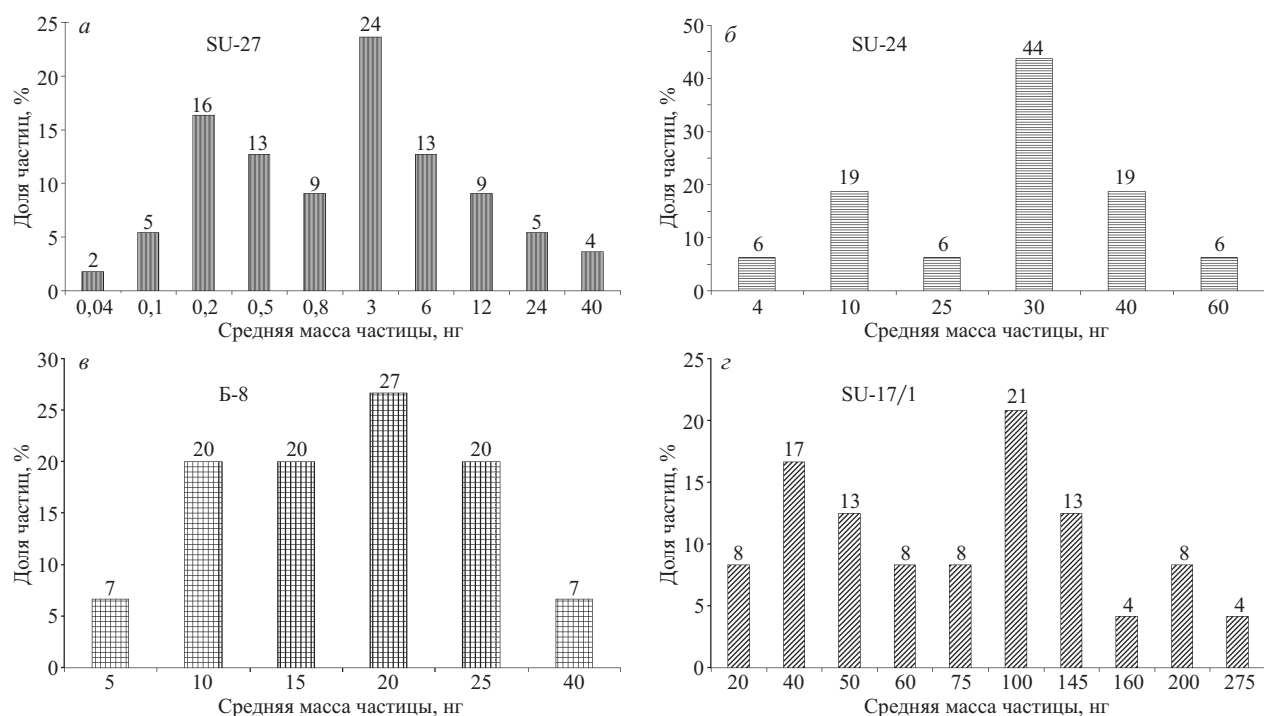 а
SU-27
Доля частиц, %
25
20
15
10
5
0
2
5
16
13
9
24
13
9
5
4
0,04 0,1 0,2 0,5 0,8 3 6 12 24 40
Средняя масса частицы, нг
б
SU-24
Доля частиц, %
50
40
30
20
10
0
6
19
6
44
19
6
4 10 25 30 40 60
Средняя масса частицы, нг
в
Б-8
Доля частиц, %
30
25
20
15
10
5
0
7
20
20
27
20
7
5 10 15 20 25 40
Средняя масса частицы, нг
г
SU-17/1
Доля частиц, %
25
20
15
10
5
0
8
17
13
8
8
21
13
4
8
4
20 40 50 60 75 100 145 160 200 275
Средняя масса частицы, нг